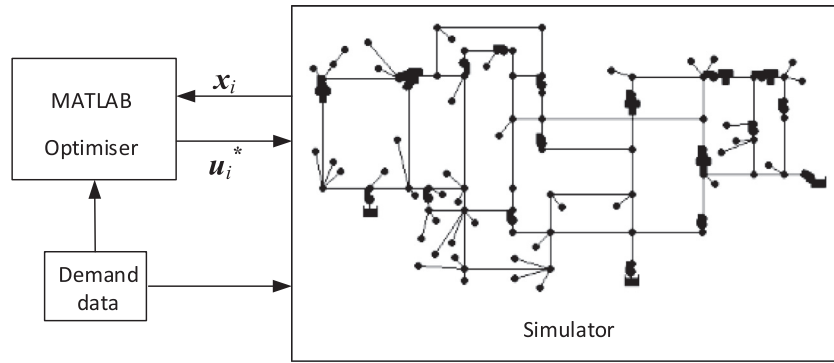 MATLAB
Optimiser
x_i
u_i*
Demand
data
Simulator